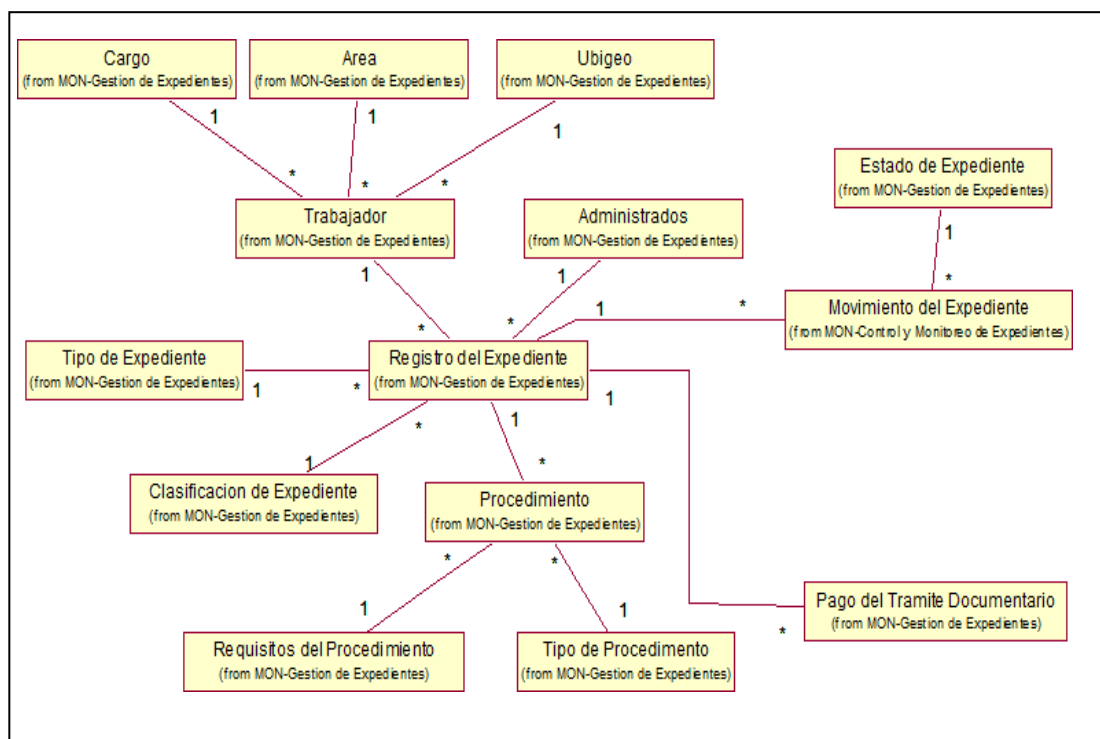 Cargo
(from MON-Gestion de Expedientes)
Area
(from MON-Gestion de Expedientes)
Ubigeo
(from MON-Gestion de Expedientes)
1
1
1
*
*
*
Estado de Expediente
(from MON-Gestion de Expedientes)
Trabajador
(from MON-Gestion de Expedientes)
Administrados
(from MON-Gestion de Expedientes)
1
*
1
1
1
*
Movimiento del Expediente
(from MON-Control y Monitoreo de Expedientes)
*
*
Tipo de Expediente
(from MON-Gestion de Expedientes)
Registro del Expediente
(from MON-Gestion de Expedientes)
1
*
1
1
*
*
1
Clasificacion de Expediente
(from MON-Gestion de Expedientes)
Procedimiento
(from MON-Gestion de Expedientes)
*
*
1
1
Pago del Tramite Documentario
(from MON-Gestion de Expedientes)
*
Requisitos del Procedimiento
(from MON-Gestion de Expedientes)
Tipo de Procedimento
(from MON-Gestion de Expedientes)